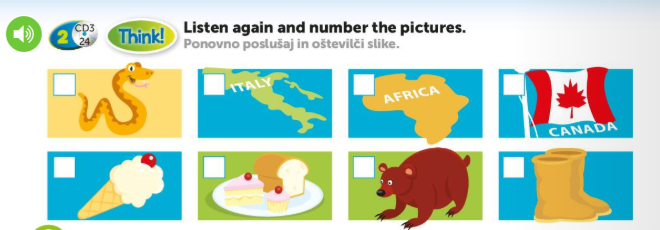 2 CD3 24 Think! Listen again and number the pictures.
Ponovno poslušaj in oštevilči slike.
ITALY AFRICA CANADA